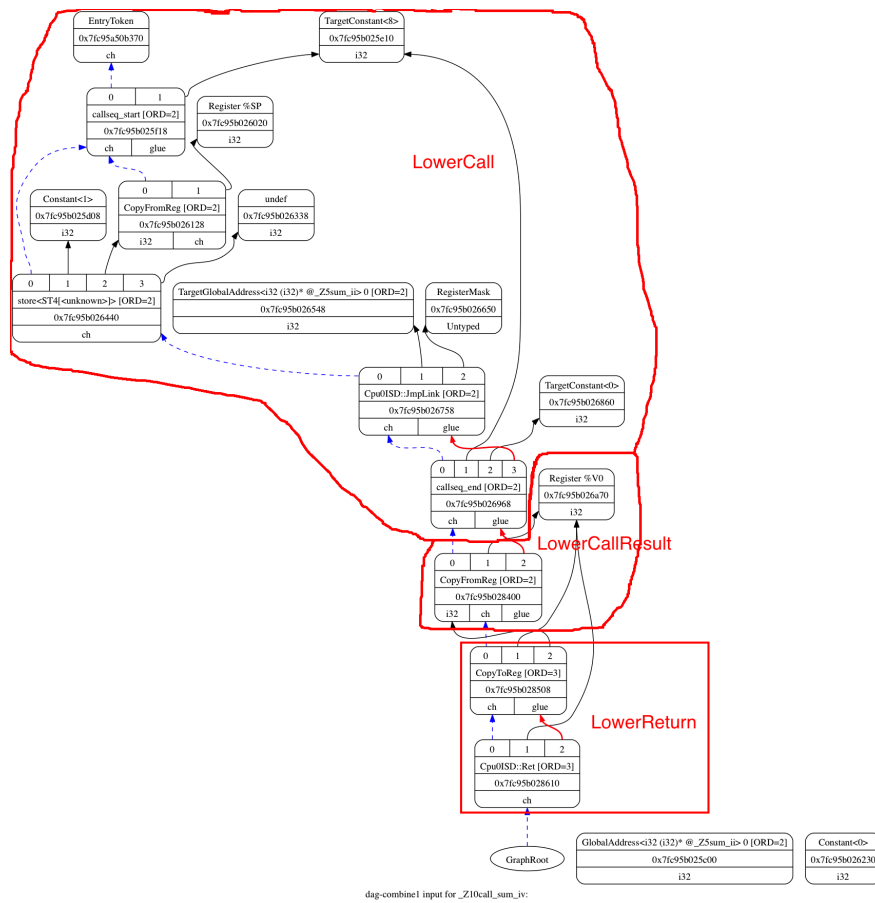 EntryToken
0x7fc95a50b370
ch
TargetConstant<8>
0x7fc95b025e10
i32
0 1
callseq_start [ORD=2]
0x7fc95b025f18
ch glue
Register %SP
0x7fc95b026020
i32
LowerCall
Constant<1>
0x7fc95b025d08
i32
0 1
CopyFromReg [ORD=2]
0x7fc95b026128
i32 ch
undef
0x7fc95b026338
i32
0 1 2 3
store<ST4[<unknown>]> [ORD=2]
0x7fc95b026440
ch
TargetGlobalAddress<i32 (i32)* @_Z5sum_ii> 0 [ORD=2]
0x7fc95b026548
i32
RegisterMask
0x7fc95b026650
Untyped
0 1 2
Cpu0ISD::JmpLink [ORD=2]
0x7fc95b026758
ch glue
TargetConstant<0>
0x7fc95b026860
i32
0 1 2 3
callseq_end [ORD=2]
0x7fc95b026968
ch glue
Register %V0
0x7fc95b026a70
i32
LowerCallResult
0 1 2
CopyFromReg [ORD=2]
0x7fc95b028400
i32 ch glue
0 1 2
CopyToReg [ORD=3]
0x7fc95b028508
ch glue
LowerReturn
0 1 2
Cpu0ISD::Ret [ORD=3]
0x7fc95b028610
ch
GraphRoot
GlobalAddress<i32 (i32)* @_Z5sum_ii> 0 [ORD=2]
0x7fc95b025c00
i32
Constant<0>
0x7fc95b026230
i32
dag-combine1 input for _Z10call_sum_iv: